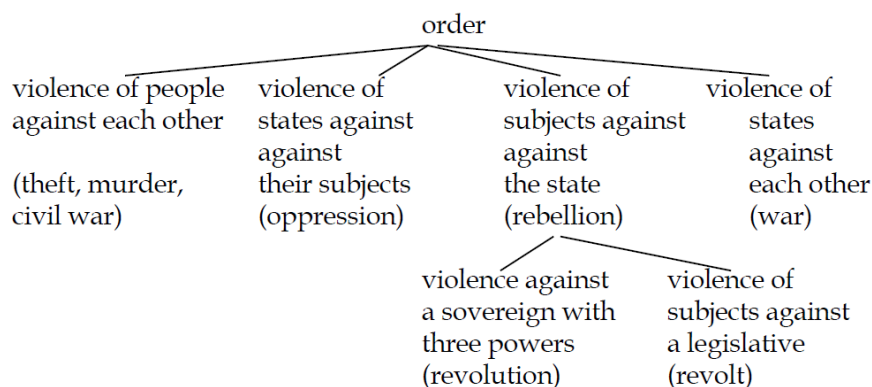 order
violence of people
against each other
(theft, murder,
civil war)
violence of
states against
against
their subjects
(oppression)
violence of
subjects against
against
the state
(rebellion)
violence of
states
against
each other
(war)
violence against
a sovereign with
three powers
(revolution)
violence of
subjects against
a legislative
(revolt)